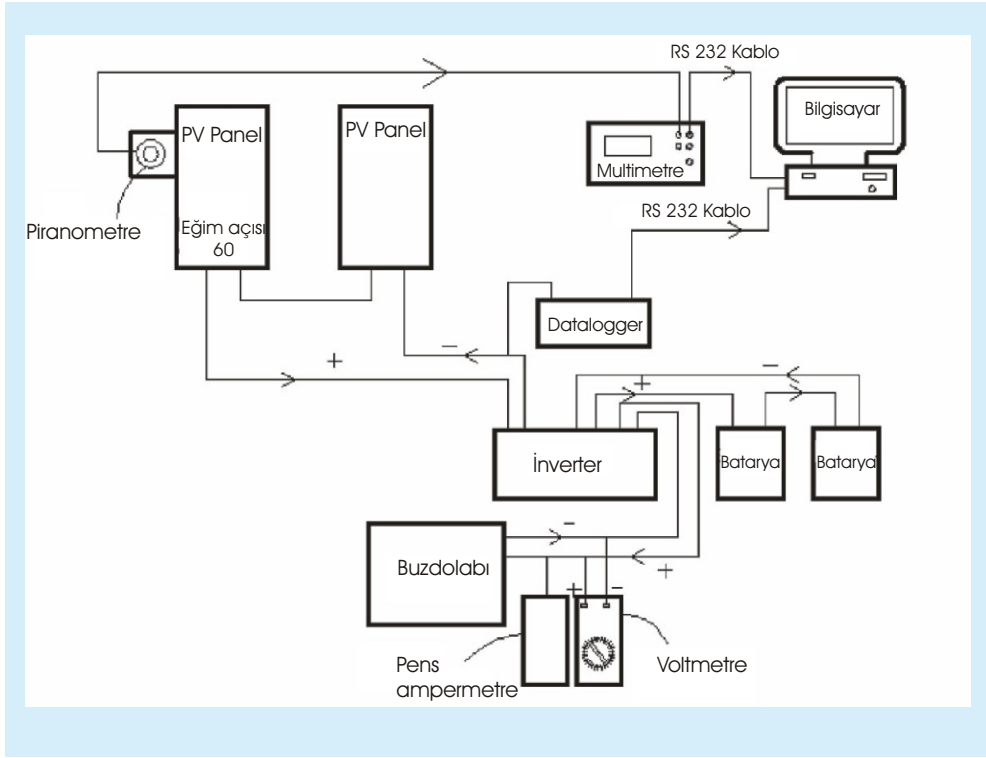 RS 232 Kablo
PV Panel
PV Panel
Bilgisayar
Multimetre
Piranometre
Eğim açısı
60
RS 232 Kablo
Datalogger
+
−
−
+
İnverter
Batarya
Batarya
−
Buzdolabı
+
+
−
Pens
ampermetre
Voltmetre